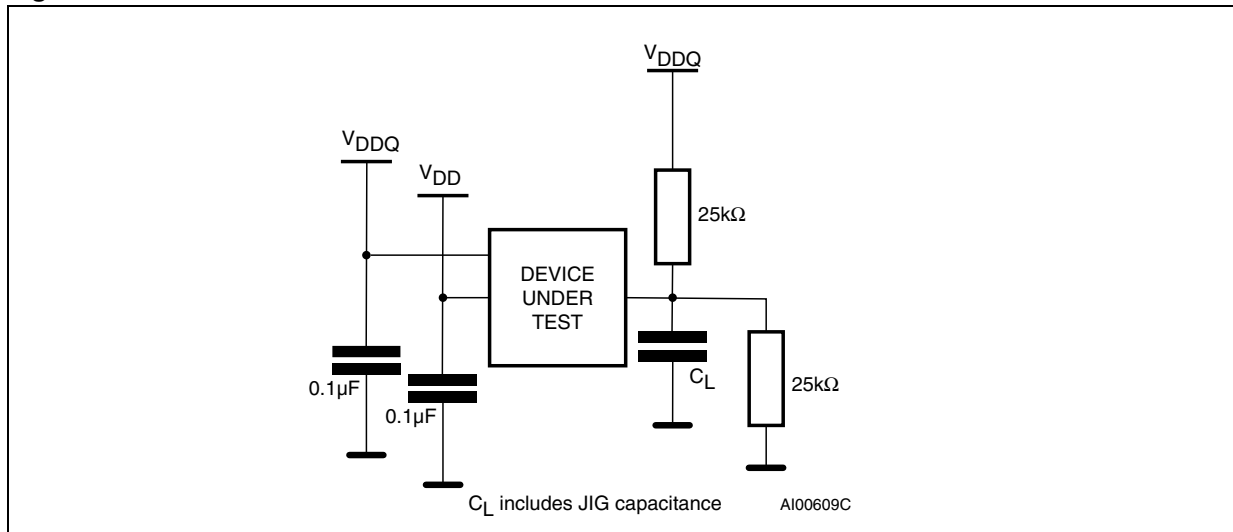 VDDQ
VDDQ
VDD
25kΩ
DEVICE
UNDER
TEST
0.1µF
0.1µF
CL
25kΩ
CL includes JIG capacitance
AI00609C